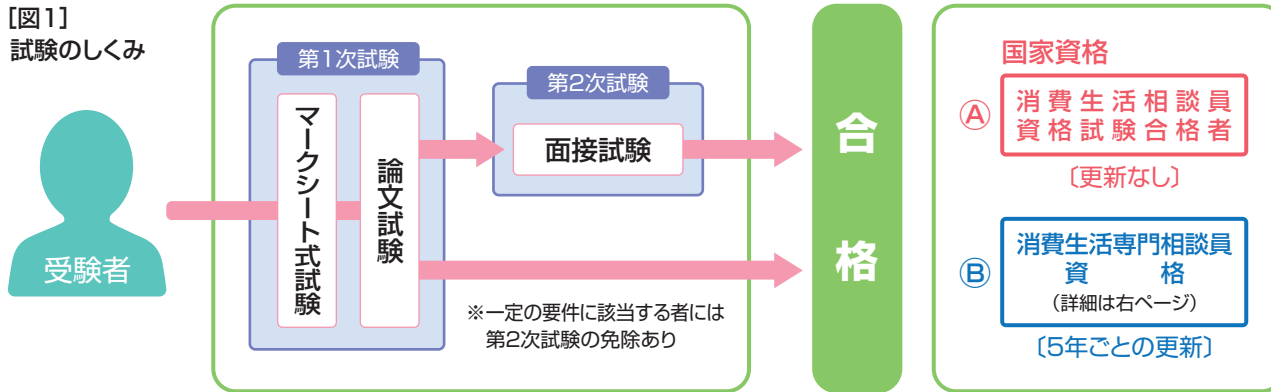 [図1]
試験のしくみ
受験者
第1次試験
マークシート式試験
論文試験
第2次試験
面接試験
※一定の要件に該当する者には
第2次試験の免除あり
合格
国家資格
Ⓐ
消費生活相談員
資格試験合格者
〔更新なし〕
Ⓑ
消費生活専門相談員
資格
(詳細は右ページ)
〔5年ごとの更新〕